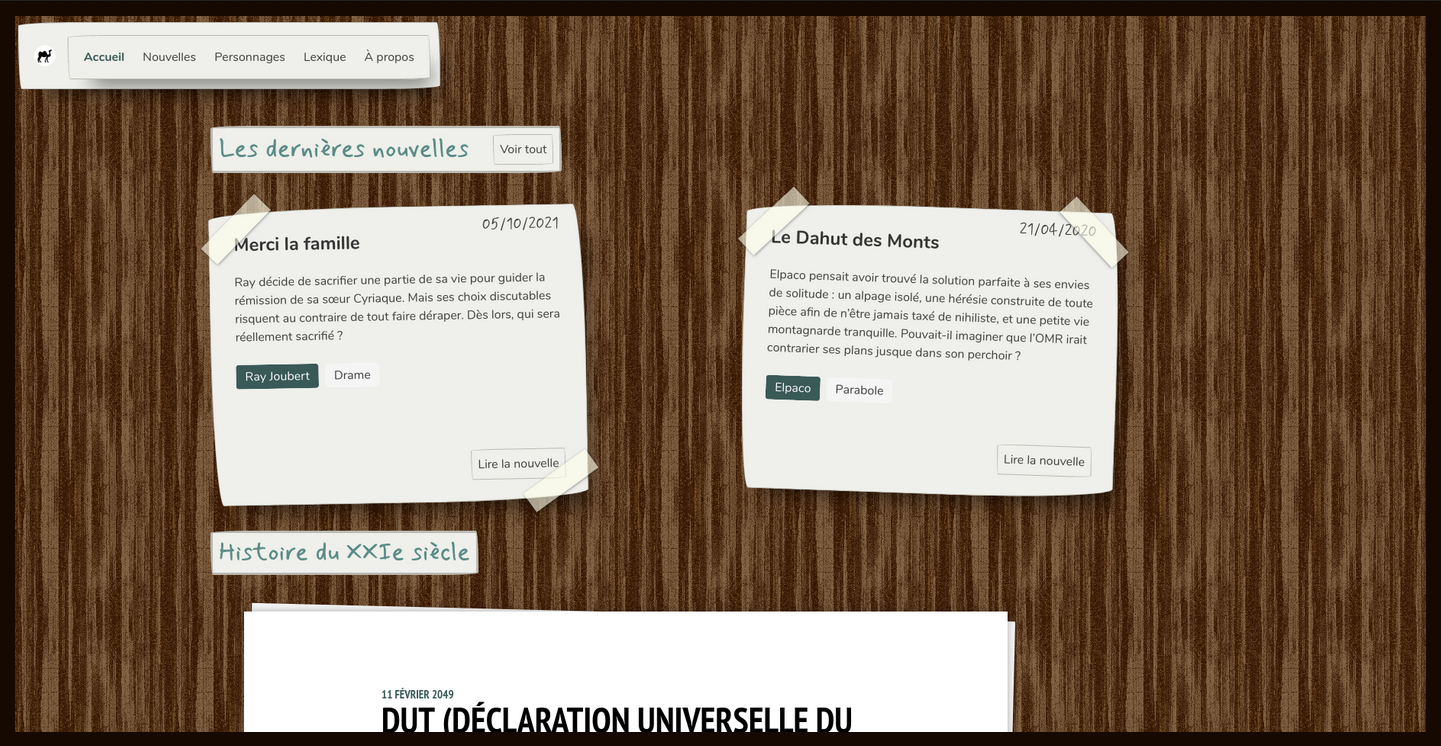 Accueil Nouvelles Personnages Lexique À propos
Les dernières nouvelles Voir tout
05/10/2021
Merci la famille
Ray décide de sacrifier une partie de sa vie pour guider la
rémission de sa sœur Cyriaque. Mais ses choix discutables
risquent au contraire de tout faire déraper. Dès lors, qui sera
réellement sacrifié ?
Ray Joubert Drame
Lire la nouvelle
21/04/2020
Le Dahut des Monts
Elpaco pensait avoir trouvé la solution parfaite à ses envies
de solitude : un alpage isolé, une hérésie construite de toute
pièce afin de n’être jamais taxé de nihiliste, et une petite vie
montagnarde tranquille. Pouvait-il imaginer que l’OMR irait
contrarier ses plans jusque dans son perchoir ?
Elpaco Parabole
Lire la nouvelle
Histoire du XXIe siècle
11 FÉVRIER 2049
DUT (DÉCLARATION UNIVERSELLE DU